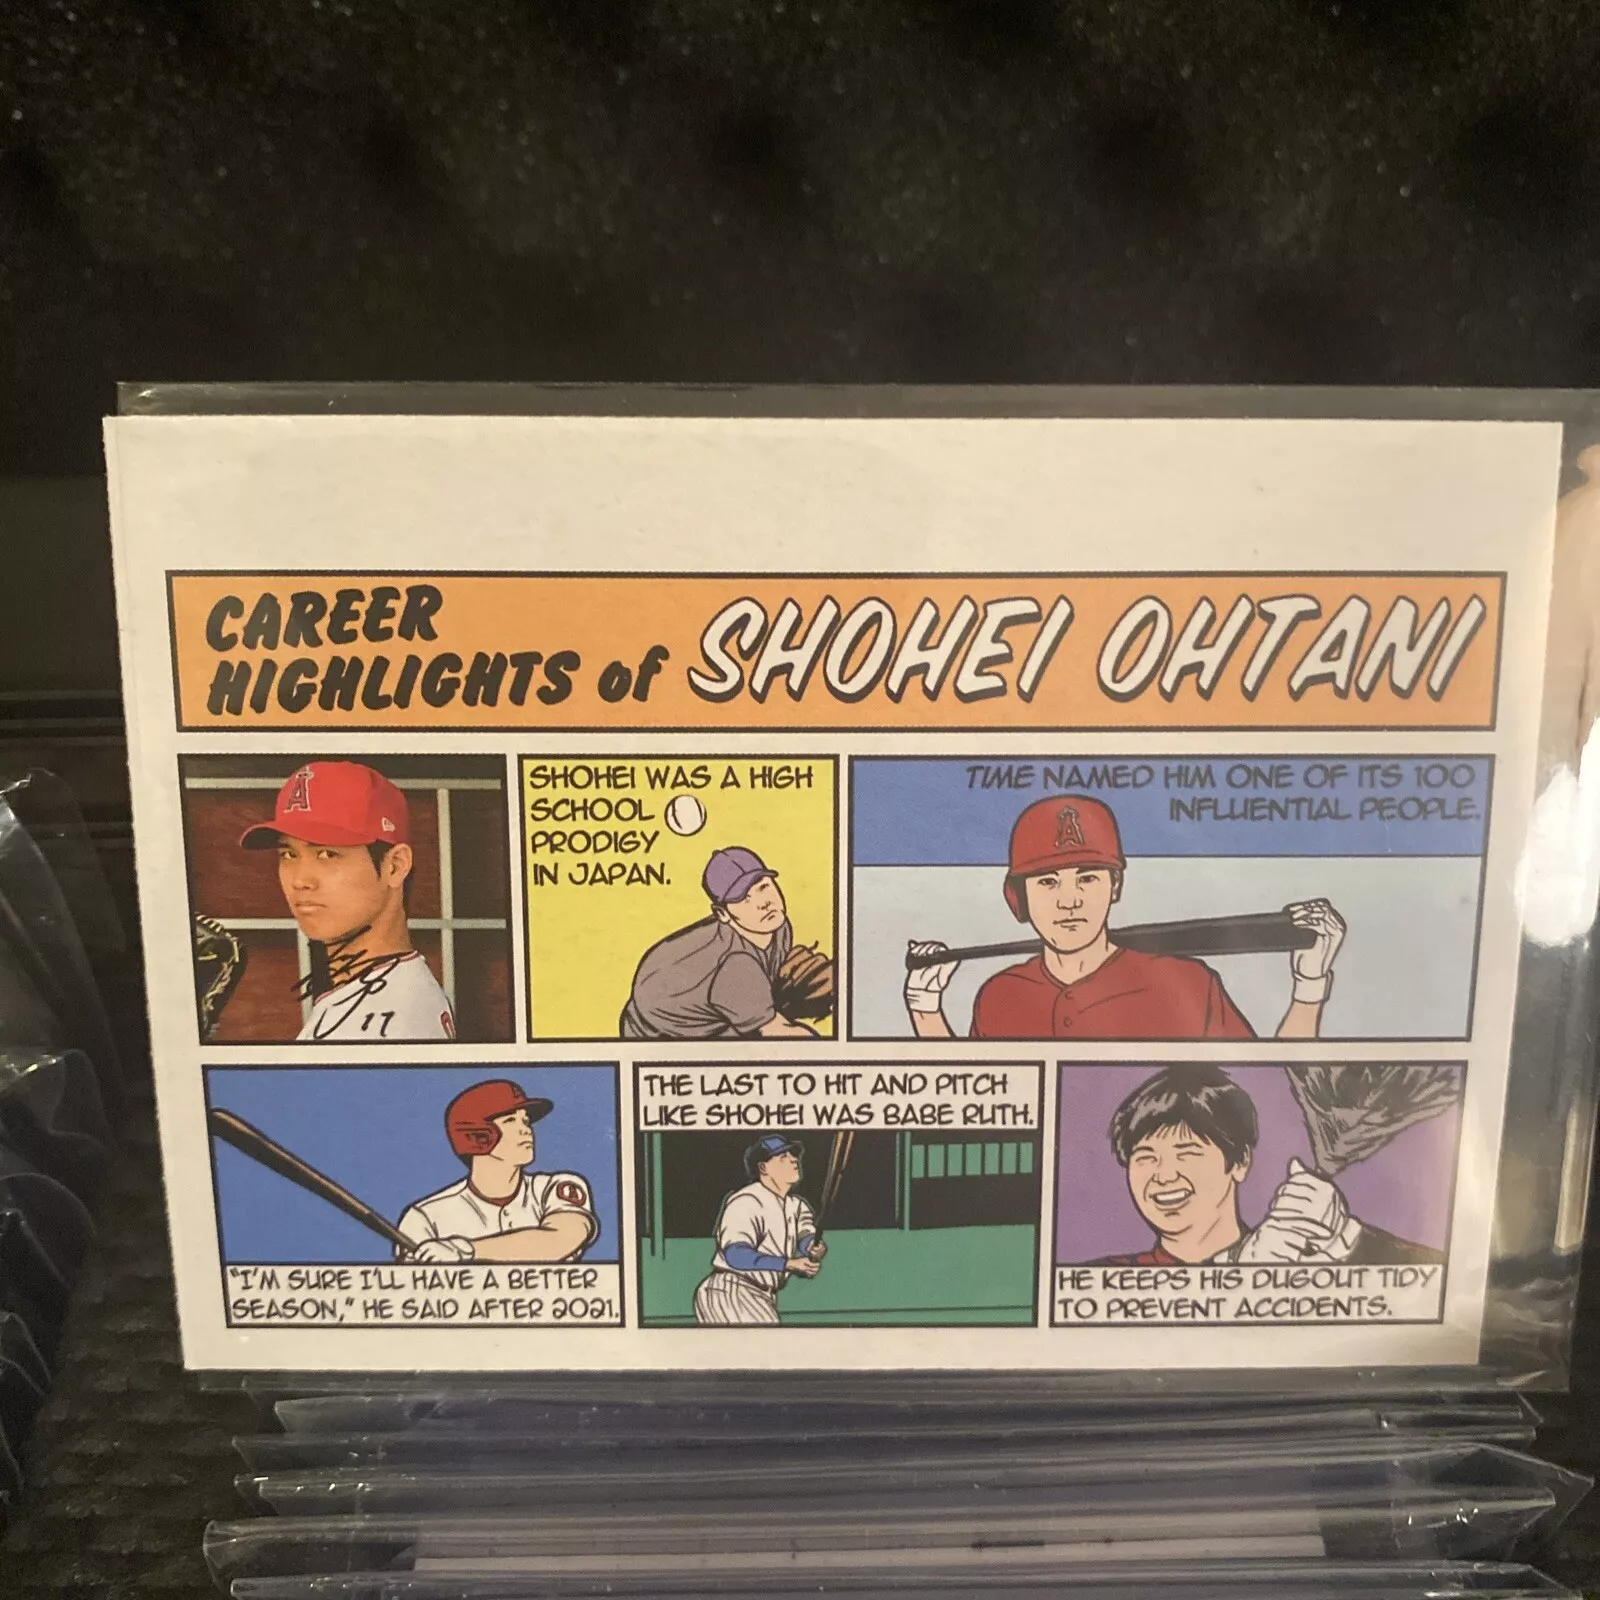 CAREER
HIGHLIGHTS of SHOHEI OHTANI
A
17
SHOHEI WAS A HIGH
SCHOOL
PRODIGY
IN JAPAN.
TIME NAMED HIM ONE OF ITS 100
INFLUENTIAL PEOPLE.
A
"I'M SURE I'LL HAVE A BETTER
SEASON," HE SAID AFTER 2021.
THE LAST TO HIT AND PITCH
LIKE SHOHEI WAS BABE RUTH.
HE KEEPS HIS DUGOUT TIDY
TO PREVENT ACCIDENTS.